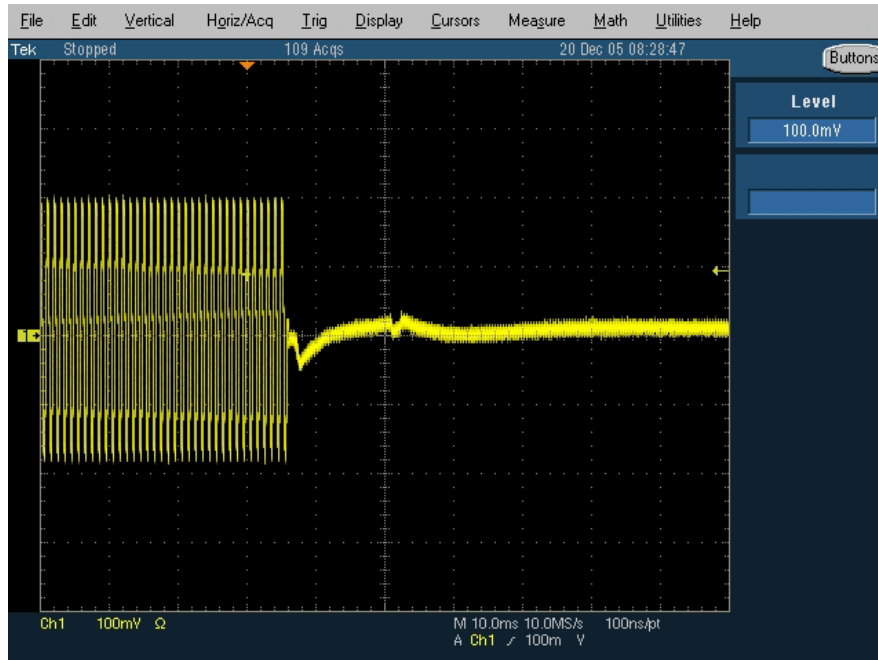 File Edit Vertical Horiz/Acq Trig Display Cursors Measure Math Utilities Help
Tek Stopped 109 Acqs 20 Dec 05 08:28:47
Buttons
Level
100.0mV
1
Ch1 100mV Ω M 10.0ms 10.0MS/s 100ns/pt
A Ch1 / 100m V